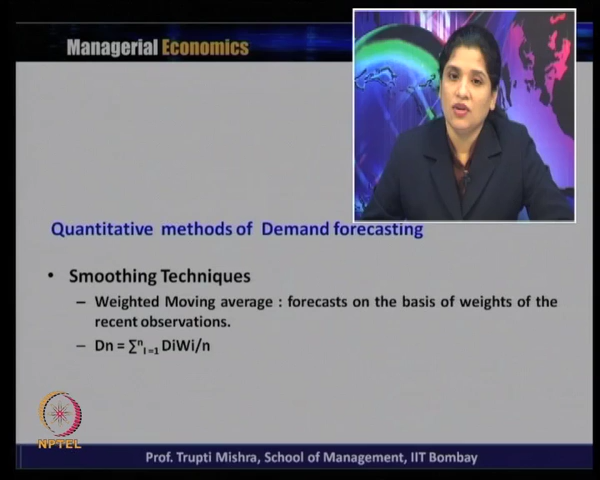 Managerial Economics
Quantitative methods of Demand forecasting
• Smoothing Techniques
– Weighted Moving average : forecasts on the basis of weights of the
recent observations.
– Dn = ∑ⁿI =1 DiWi/n
NPTEL
Prof. Trupti Mishra, School of Management, IIT Bombay